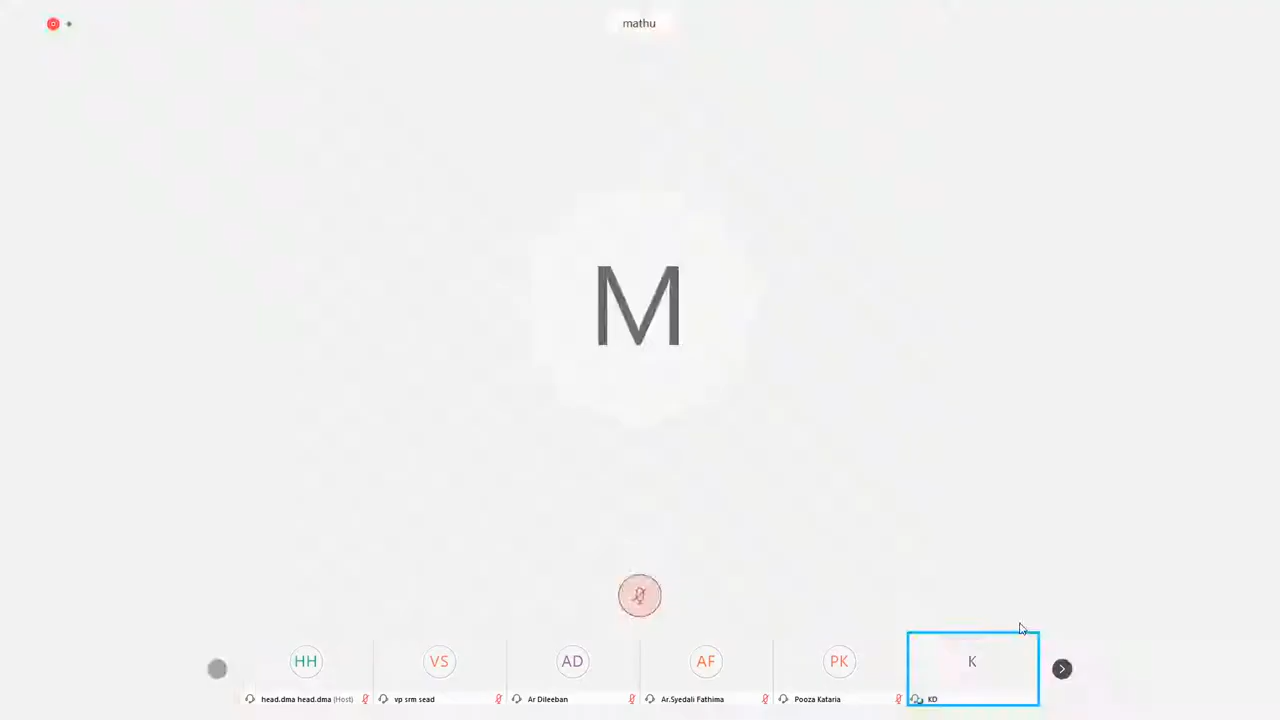 mathu
M
HH
VS
AD
AF
PK
K
head.dma head.dma (Host)
vp srm sead
Ar Dileeban
Ar.Syedali Fathima
Pooza Kataria
KD